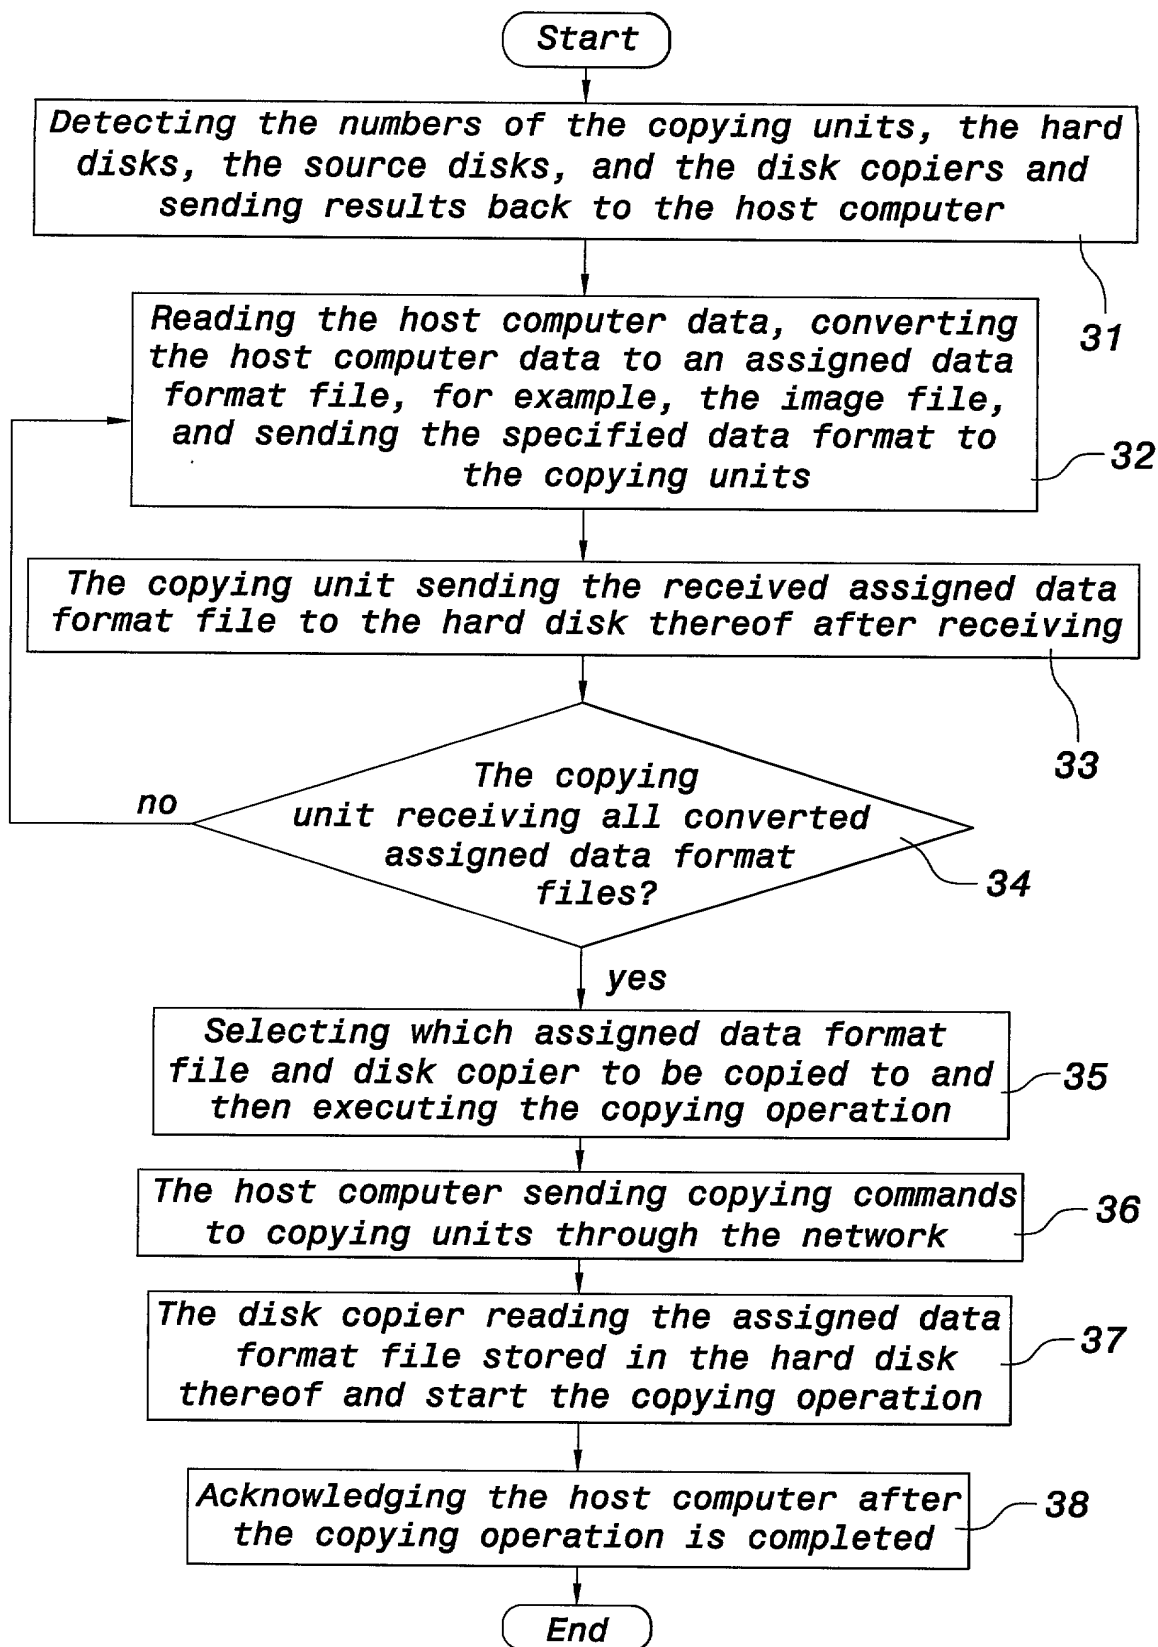 Start
Detecting the numbers of the copying units, the hard
disks, the source disks, and the disk copiers and
sending results back to the host computer
31
Reading the host computer data, converting
the host computer data to an assigned data
format file, for example, the image file,
and sending the specified data format to
the copying units
32
The copying unit sending the received assigned data
format file to the hard disk thereof after receiving
33
The copying
unit receiving all converted
assigned data format
files?
34
no
yes
Selecting which assigned data format
file and disk copier to be copied to and
then executing the copying operation
35
The host computer sending copying commands
to copying units through the network
36
The disk copier reading the assigned data
format file stored in the hard disk
thereof and start the copying operation
37
Acknowledging the host computer after
the copying operation is completed
38
End